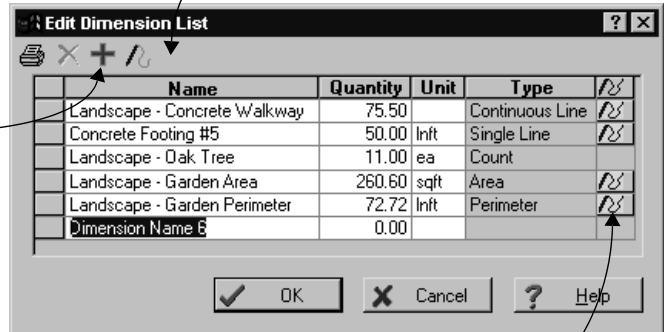 Edit Dimension List
Name Quantity Unit Type
Landscape - Concrete Walkway 75.50 Continuous Line
Concrete Footing #5 50.00 lnft Single Line
Landscape - Oak Tree 11.00 ea Count
Landscape - Garden Area 260.60 sqft Area
Landscape - Garden Perimeter 72.72 lnft Perimeter
Dimension Name 6 0.00
OK Cancel Help